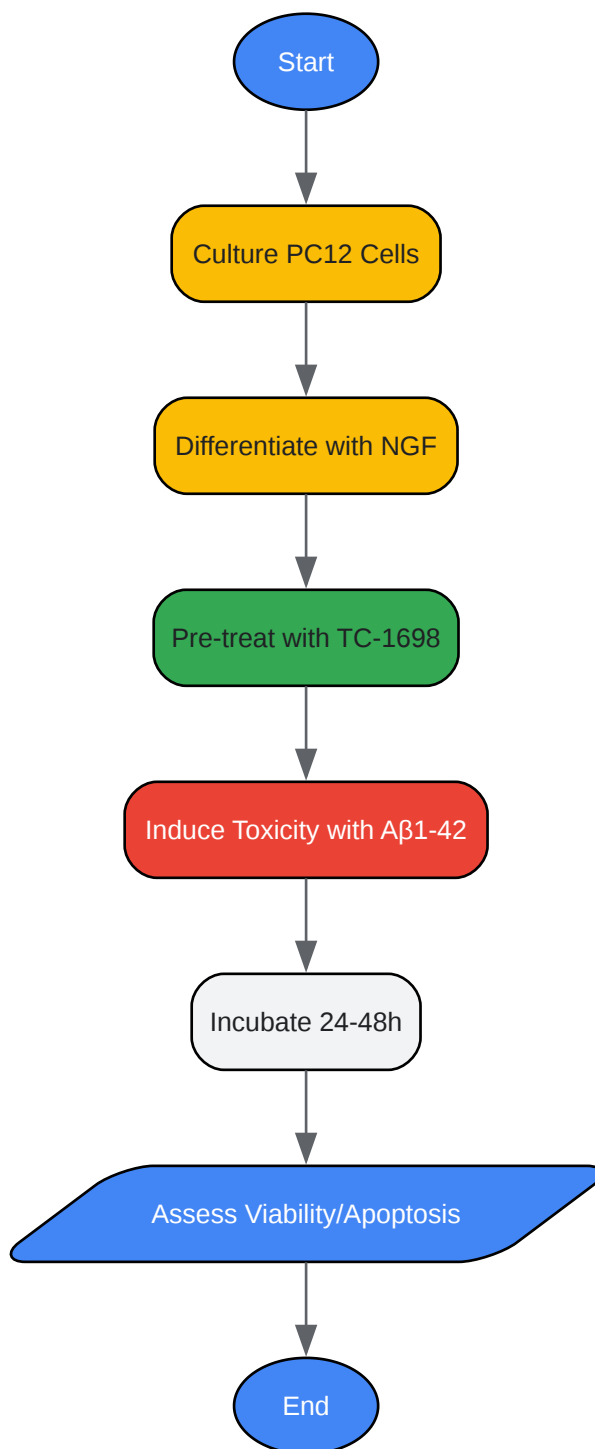 Start
Culture PC12 Cells
Differentiate with NGF
Pre-treat with TC-1698
Induce Toxicity with Aβ1-42
Incubate 24-48h
Assess Viability/Apoptosis
End